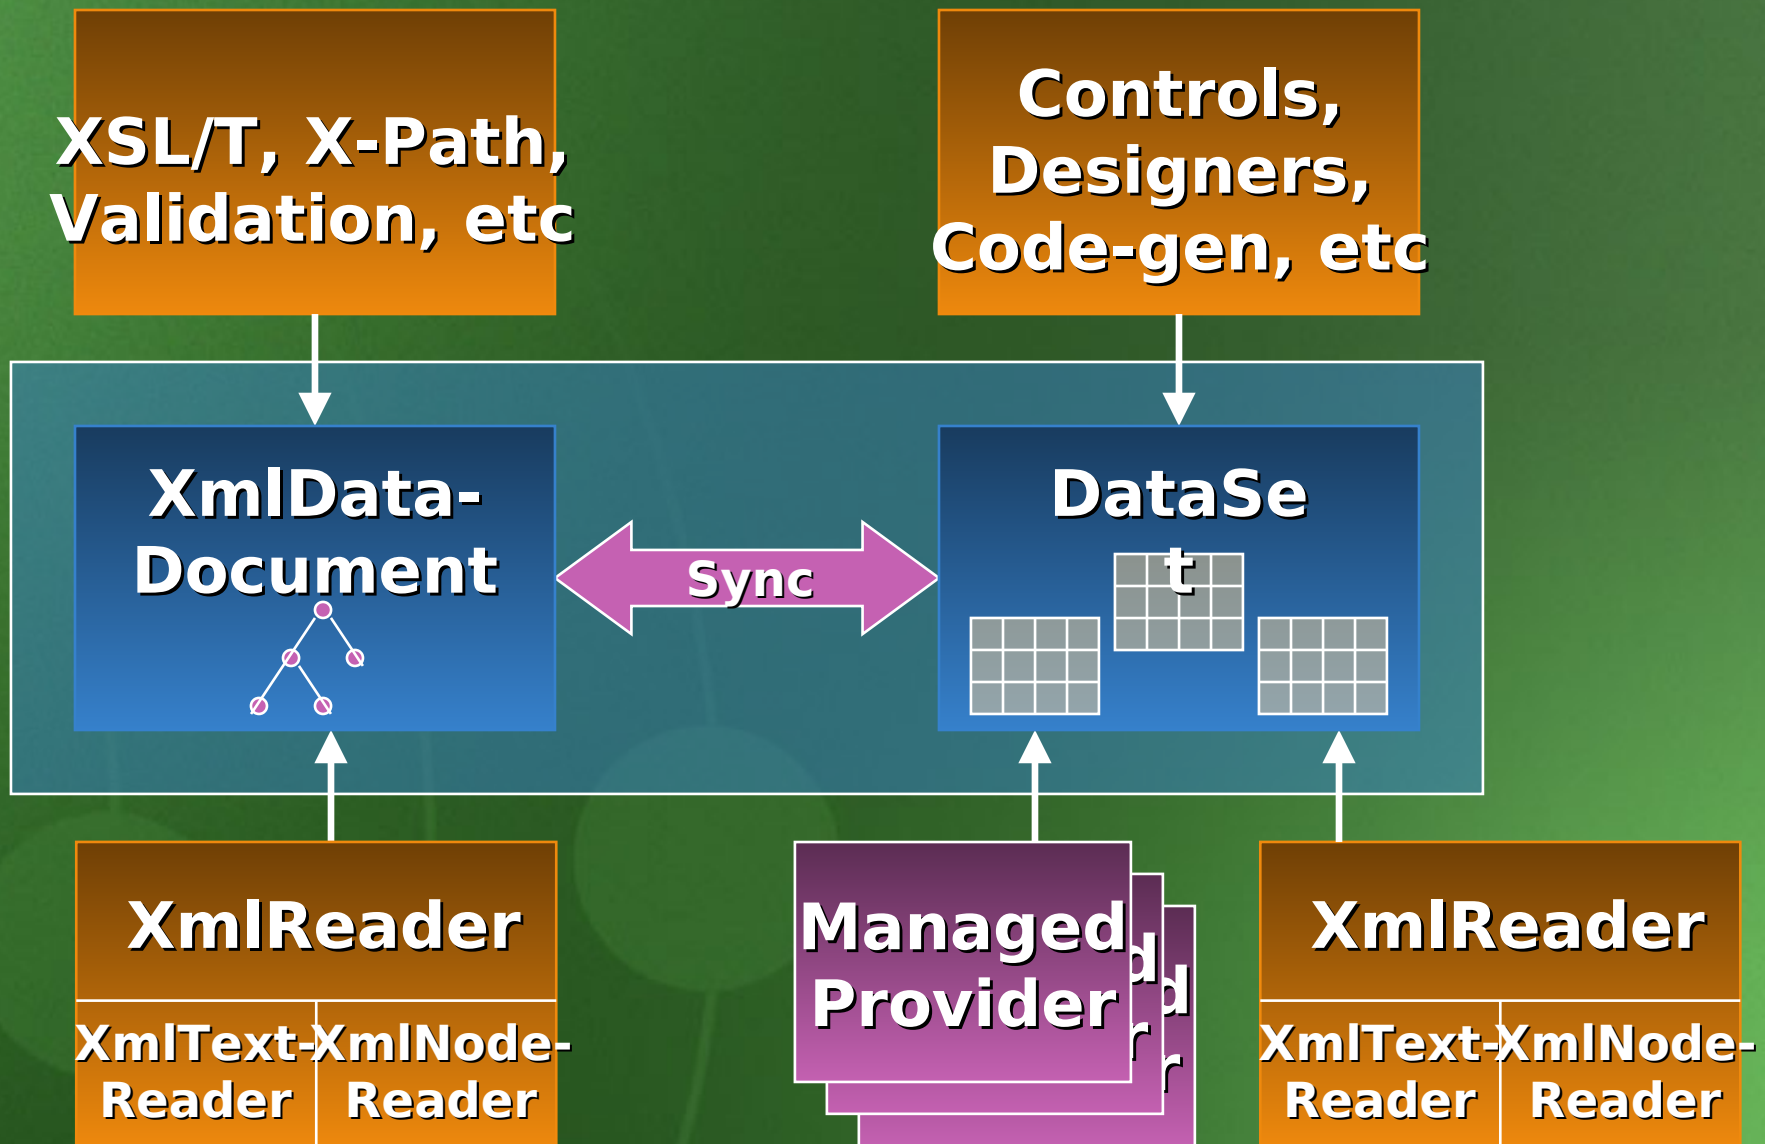 XSL/T, X-Path,
Validation, etc
Controls,
Designers,
Code-gen, etc
XmlData-
Document
Sync
DataSe
t
XmlReader
XmlText-
Reader
XmlNode-
Reader
Managed
Provider
d
r
d
r
XmlReader
XmlText-
Reader
XmlNode-
Reader